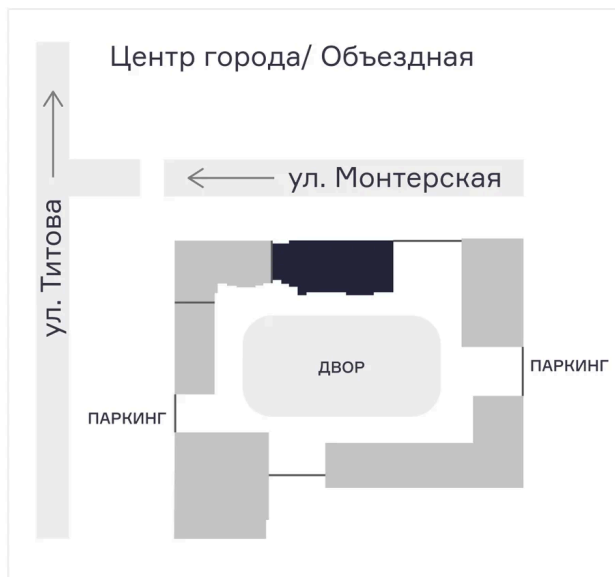 Центр города/ Объездная
ул. Монтерская
ул. Титова
ДВОР
ПАРКИНГ
ПАРКИНГ